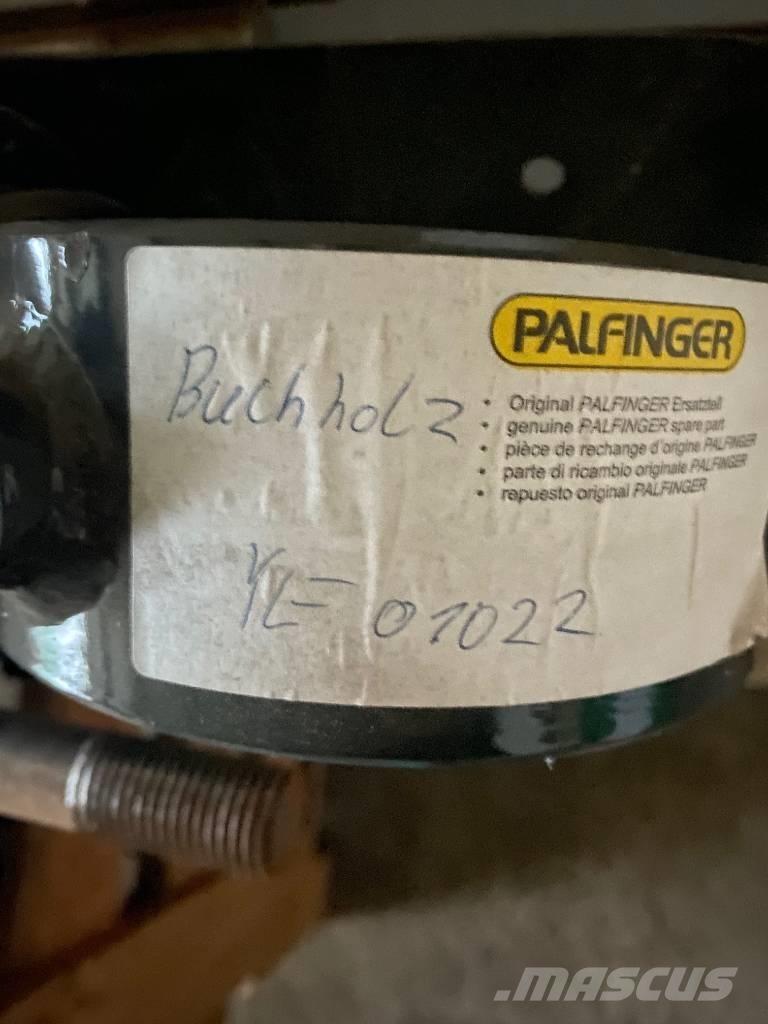 PALFINGER
Buchholz
• Original PALFINGER Ersatzteil
• genuine PALFINGER spare part
• pièce de rechange d'origine PALFINGER
• parte di ricambio originale PALFINGER
• repuesto original PALFINGER
01022
MASCUS